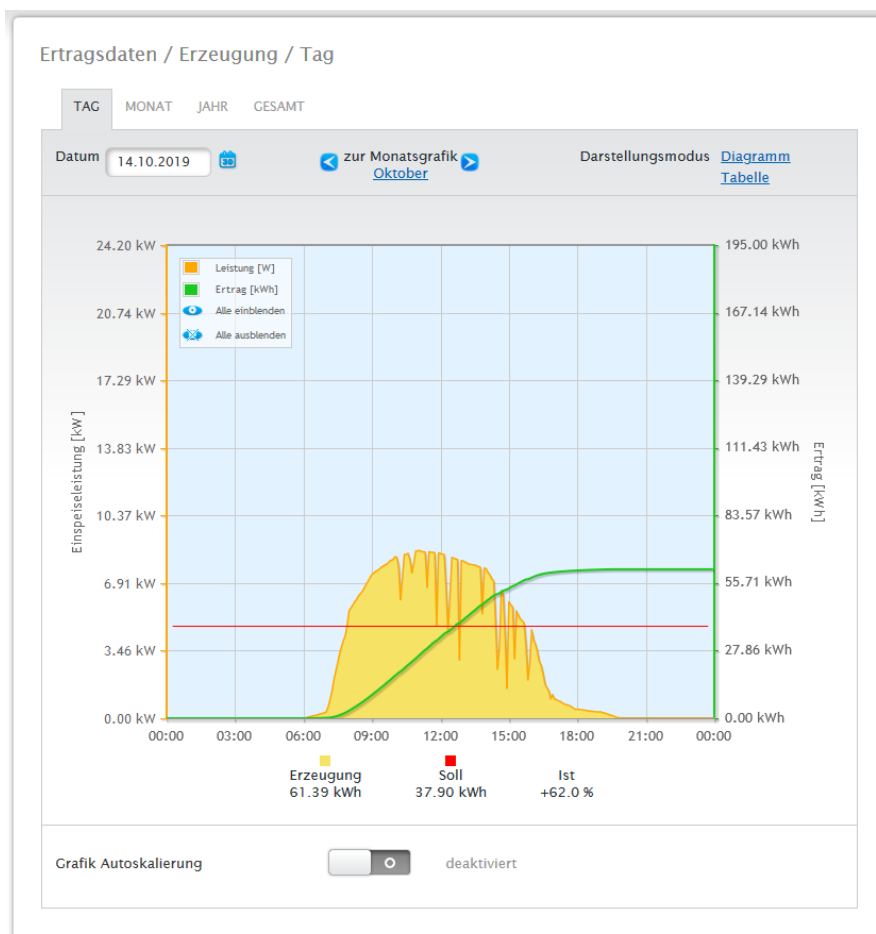 Ertragsdaten / Erzeugung / Tag
TAG MONAT JAHR GESAMT
Datum 14.10.2019 30 zur Monatsgrafik Darstellungsmodus Diagramm
Oktober Tabelle
24.20 kW 195.00 kWh
Leistung [W]
Ertrag [kWh]
Alle einblenden
Alle ausblenden
20.74 kW 167.14 kWh
17.29 kW 139.29 kWh
13.83 kW 111.43 kWh
10.37 kW 83.57 kWh
6.91 kW 55.71 kWh
3.46 kW 27.86 kWh
0.00 kW 0.00 kWh
Einspeiseleistung [kW]
Ertrag [kWh]
00:00 03:00 06:00 09:00 12:00 15:00 18:00 21:00 00:00
Erzeugung Soll Ist
61.39 kWh 37.90 kWh +62.0 %
Grafik Autoskalierung deaktiviert